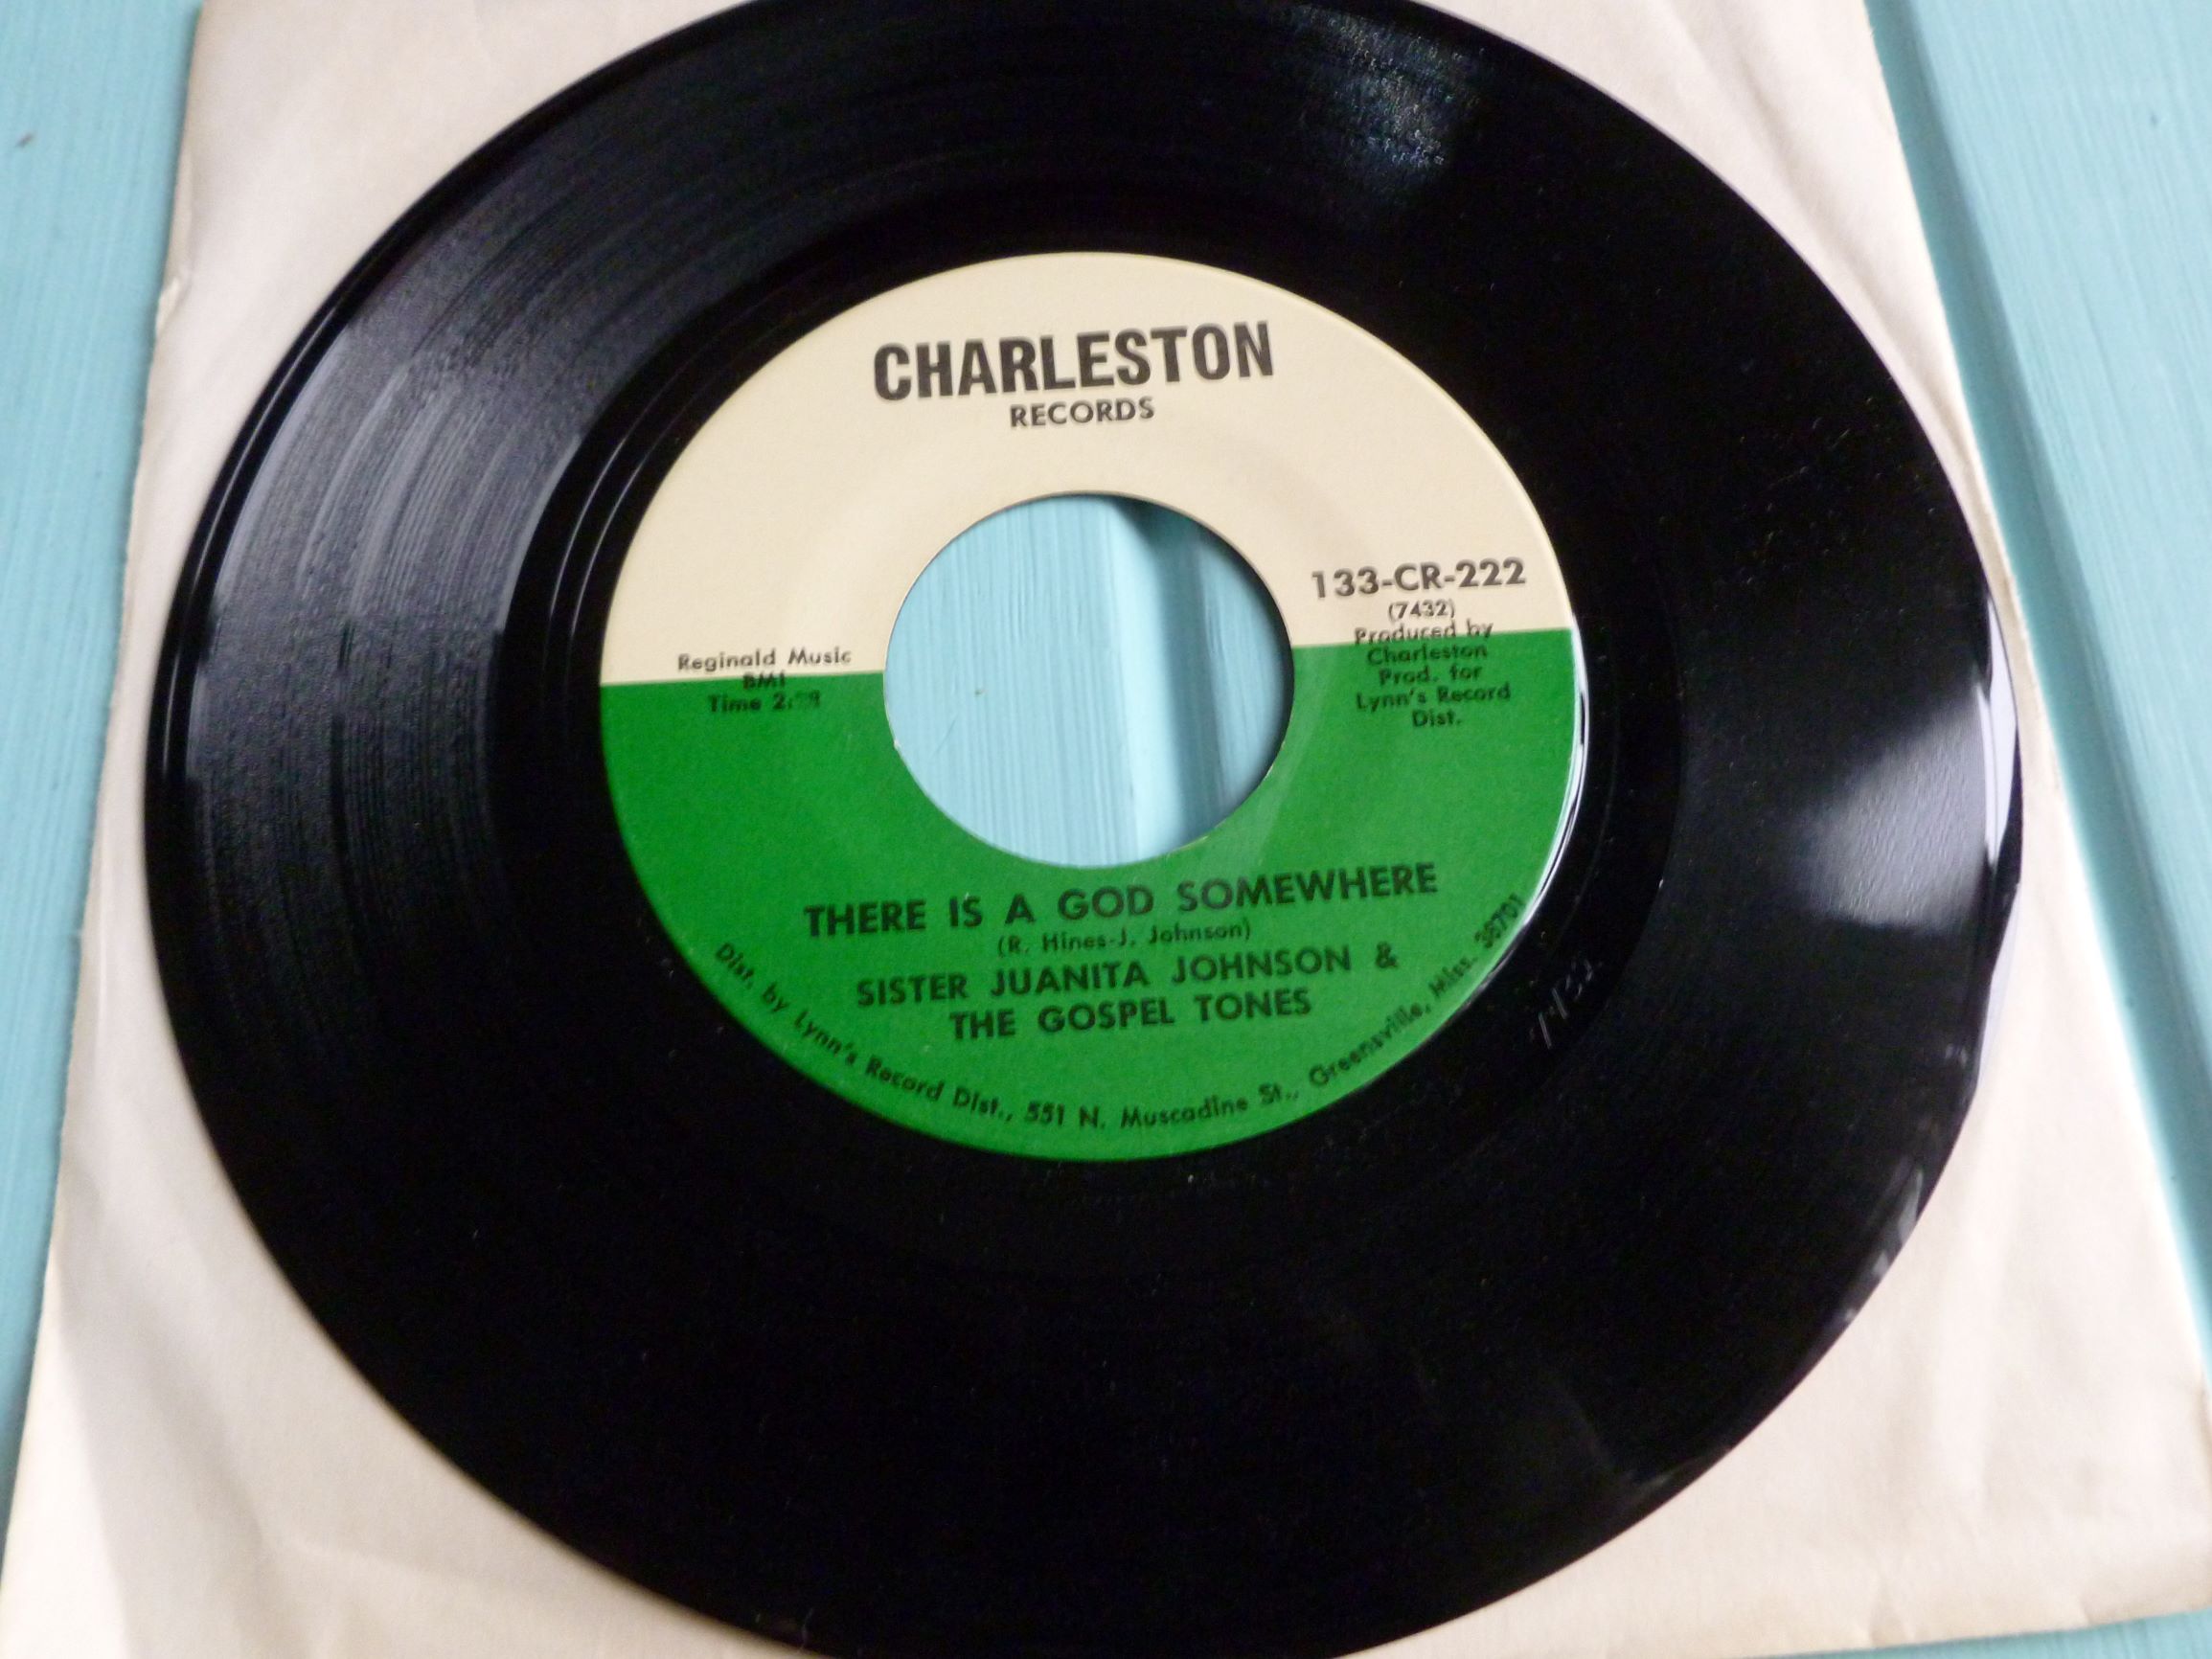 CHARLESTON
RECORDS
133-CR-222
(7432)
Produced by
Charleston
Prod. for
Lynn's Record
Dist.
Reginald Music
BMI
Time
THERE IS A GOD SOMEWHERE
(R. Hines-J. Johnson)
SISTER JUANITA JOHNSON &
THE GOSPEL TONES
Dist. by Lynn's Record Dist., 551 N. Muscadine St., Greensville, Miss. 38701
7432